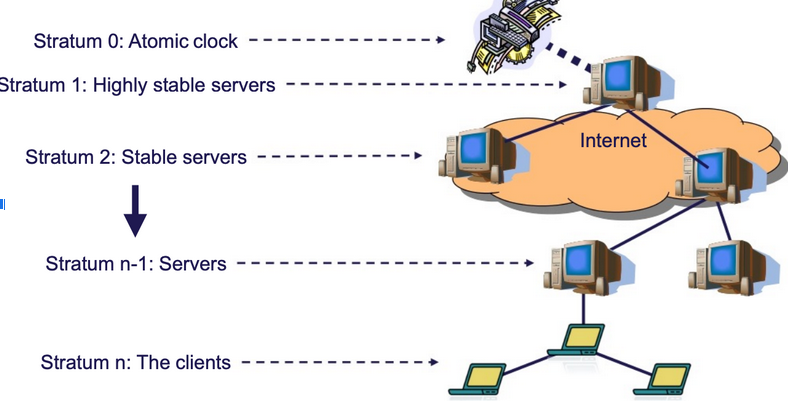 Stratum 0: Atomic clock
Stratum 1: Highly stable servers
Internet
Stratum 2: Stable servers
Stratum n-1: Servers
Stratum n: The clients